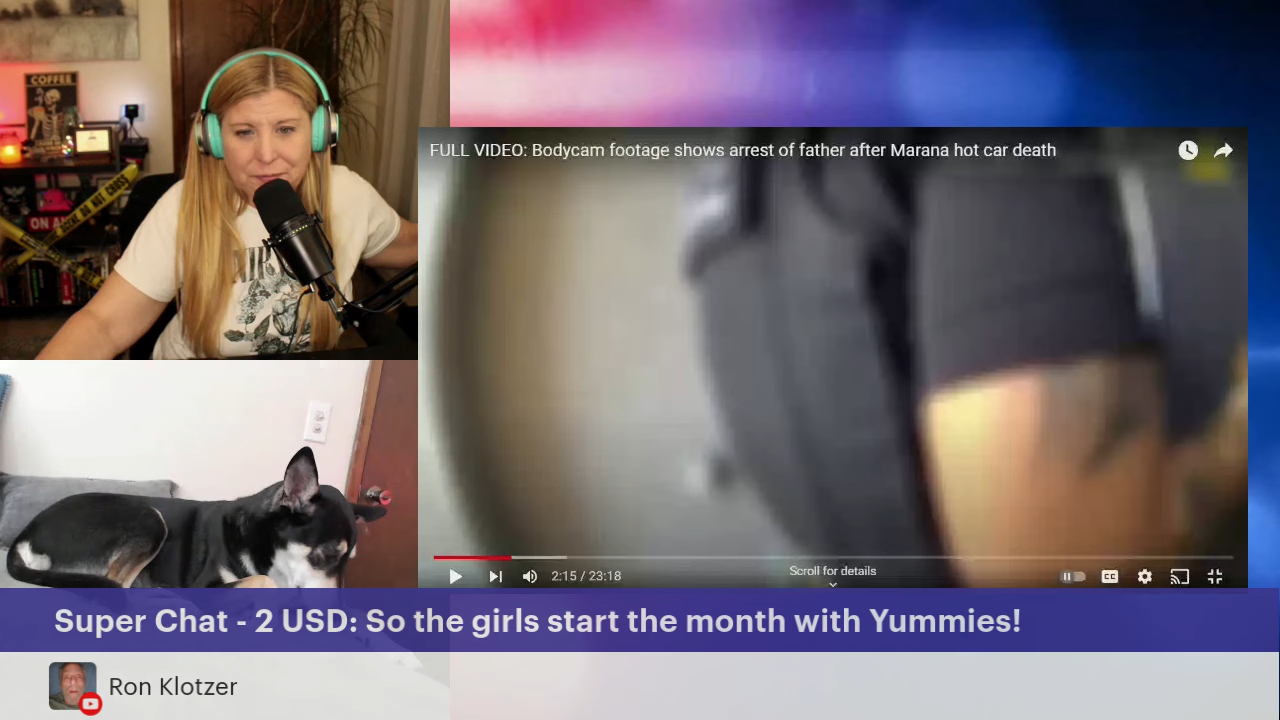 COFFEE
ON A
FULL VIDEO: Bodycam footage shows arrest of father after Marana hot car death
2:15 / 23:18
Scroll for details
CC
Super Chat - 2 USD: So the girls start the month with Yummies!
Ron Klotzer